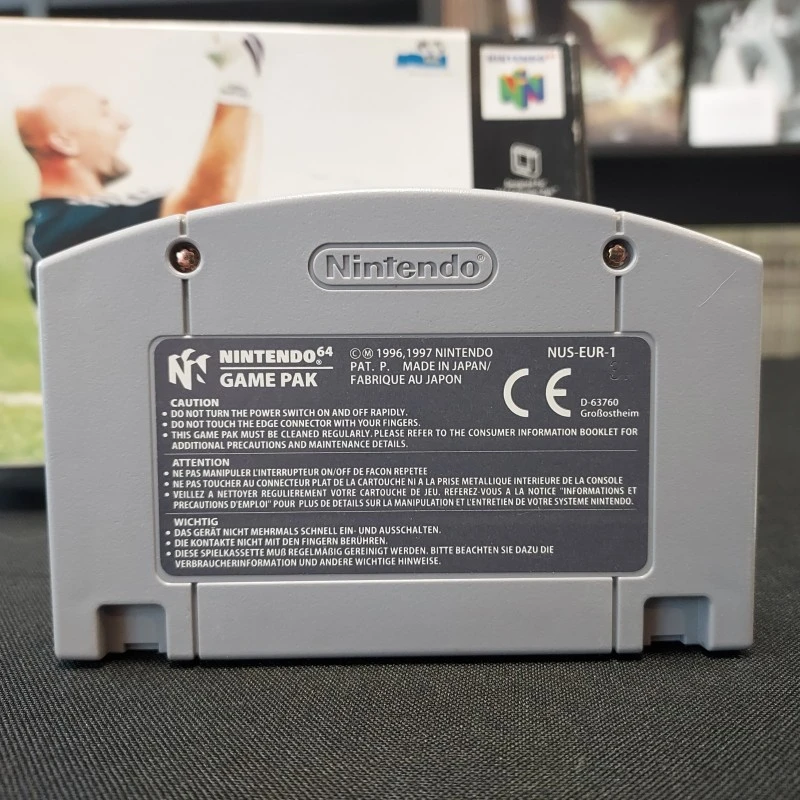 NINTENDO 64
Nintendo®
NINTENDO64®
GAME PAK
©Ⓜ 1996,1997 NINTENDO
PAT. P. MADE IN JAPAN/
FABRIQUE AU JAPON
NUS-EUR-1
CE
D-63760
Großostheim
CAUTION
• DO NOT TURN THE POWER SWITCH ON AND OFF RAPIDLY.
• DO NOT TOUCH THE EDGE CONNECTOR WITH YOUR FINGERS.
• THIS GAME PAK MUST BE CLEANED REGULARLY. PLEASE REFER TO THE CONSUMER INFORMATION BOOKLET FOR
ADDITIONAL PRECAUTIONS AND MAINTENANCE DETAILS.
ATTENTION
• NE PAS MANIPULER L'INTERRUPTEUR ON/OFF DE FACON REPETEE
• NE PAS TOUCHER AU CONNECTEUR PLAT DE LA CARTOUCHE NI A LA PRISE METALLIQUE INTERIEURE DE LA CONSOLE
• VEILLEZ A NETTOYER REGULIEREMENT VOTRE CARTOUCHE DE JEU. REFEREZ-VOUS A LA NOTICE "INFORMATIONS ET
PRECAUTIONS D'EMPLOI" POUR PLUS DE DETAILS SUR LA MANIPULATION ET L'ENTRETIEN DE VOTRE SYSTEME NINTENDO.
WICHTIG
• DAS GERÄT NICHT MEHRMALS SCHNELL EIN- UND AUSSCHALTEN.
• DIE KONTAKTE NICHT MIT DEN FINGERN BERÜHREN.
• DIESE SPIELKASSETTE MUß REGELMÄßIG GEREINIGT WERDEN. BITTE BEACHTEN SIE DAZU DIE
VERBRAUCHERINFORMATION UND ANDERE WICHTIGE HINWEISE.